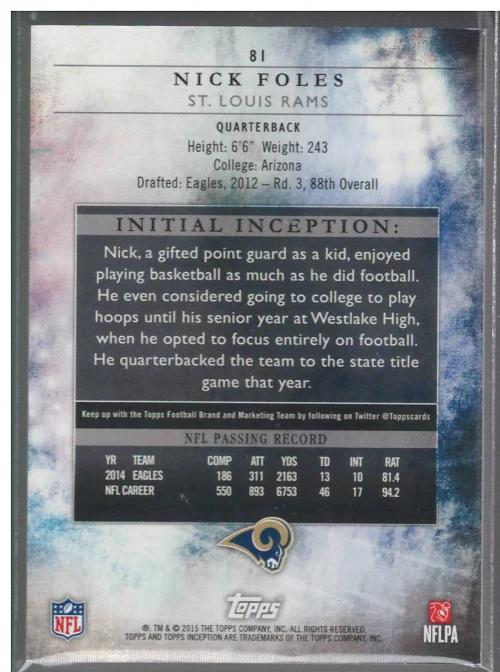 81
NICK FOLES
ST. LOUIS RAMS
QUARTERBACK
Height: 6'6" Weight: 243
College: Arizona
Drafted: Eagles, 2012 – Rd. 3, 88th Overall
INITIAL INCEPTION:
Nick, a gifted point guard as a kid, enjoyed
playing basketball as much as he did football.
He even considered going to college to play
hoops until his senior year at Westlake High,
when he opted to focus entirely on football.
He quarterbacked the team to the state title
game that year.
Keep up with the Topps Football Brand and Marketing Team by following on Twitter @Toppscards
NFL PASSING RECORD
YR TEAM COMP ATT YDS TD INT RAT
2014 EAGLES 186 311 2163 13 10 81.4
NFL CAREER 550 893 6753 46 17 94.2
Topps
NFL
NFLPA
®, TM & © 2015 THE TOPPS COMPANY, INC. ALL RIGHTS RESERVED.
TOPPS AND TOPPS INCEPTION ARE TRADEMARKS OF THE TOPPS COMPANY, INC.